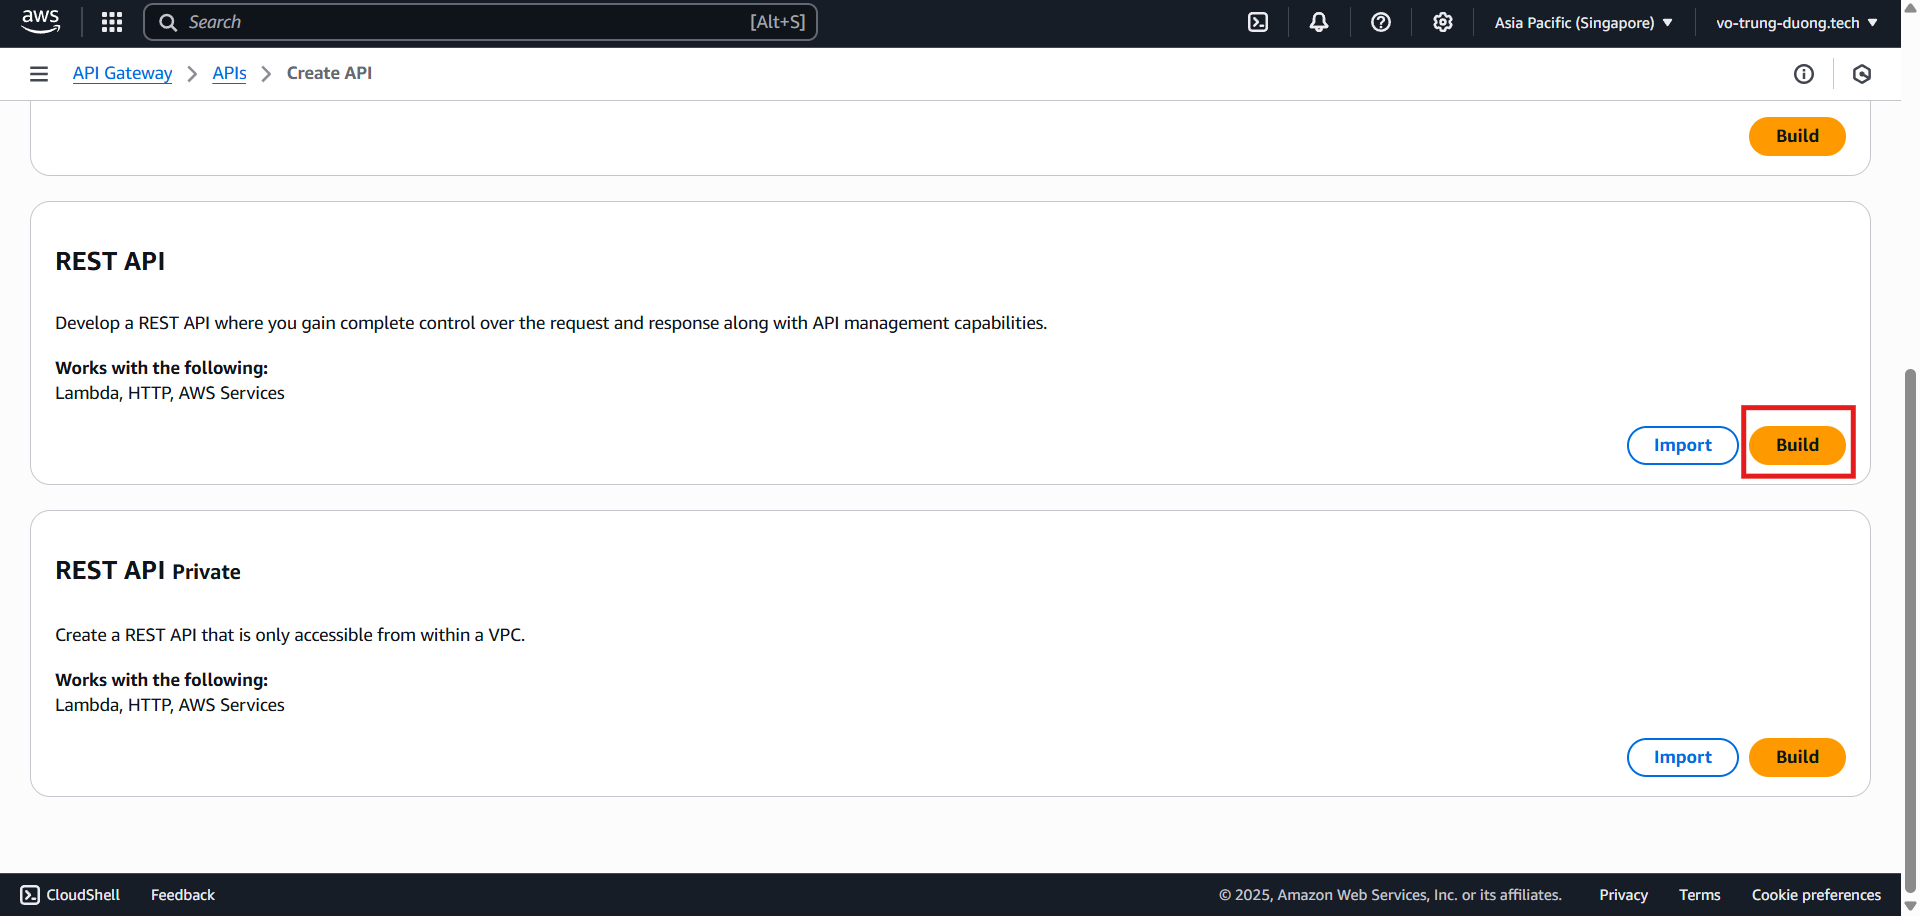 aws
Search [Alt+S]
Asia Pacific (Singapore)
vo-trung-duong.tech
API Gateway
APIs
Create API
Build
REST API
Develop a REST API where you gain complete control over the request and response along with API management capabilities.
Works with the following:
Lambda, HTTP, AWS Services
Import
Build
REST API Private
Create a REST API that is only accessible from within a VPC.
Works with the following:
Lambda, HTTP, AWS Services
Import
Build
CloudShell
Feedback
© 2025, Amazon Web Services, Inc. or its affiliates.
Privacy
Terms
Cookie preferences